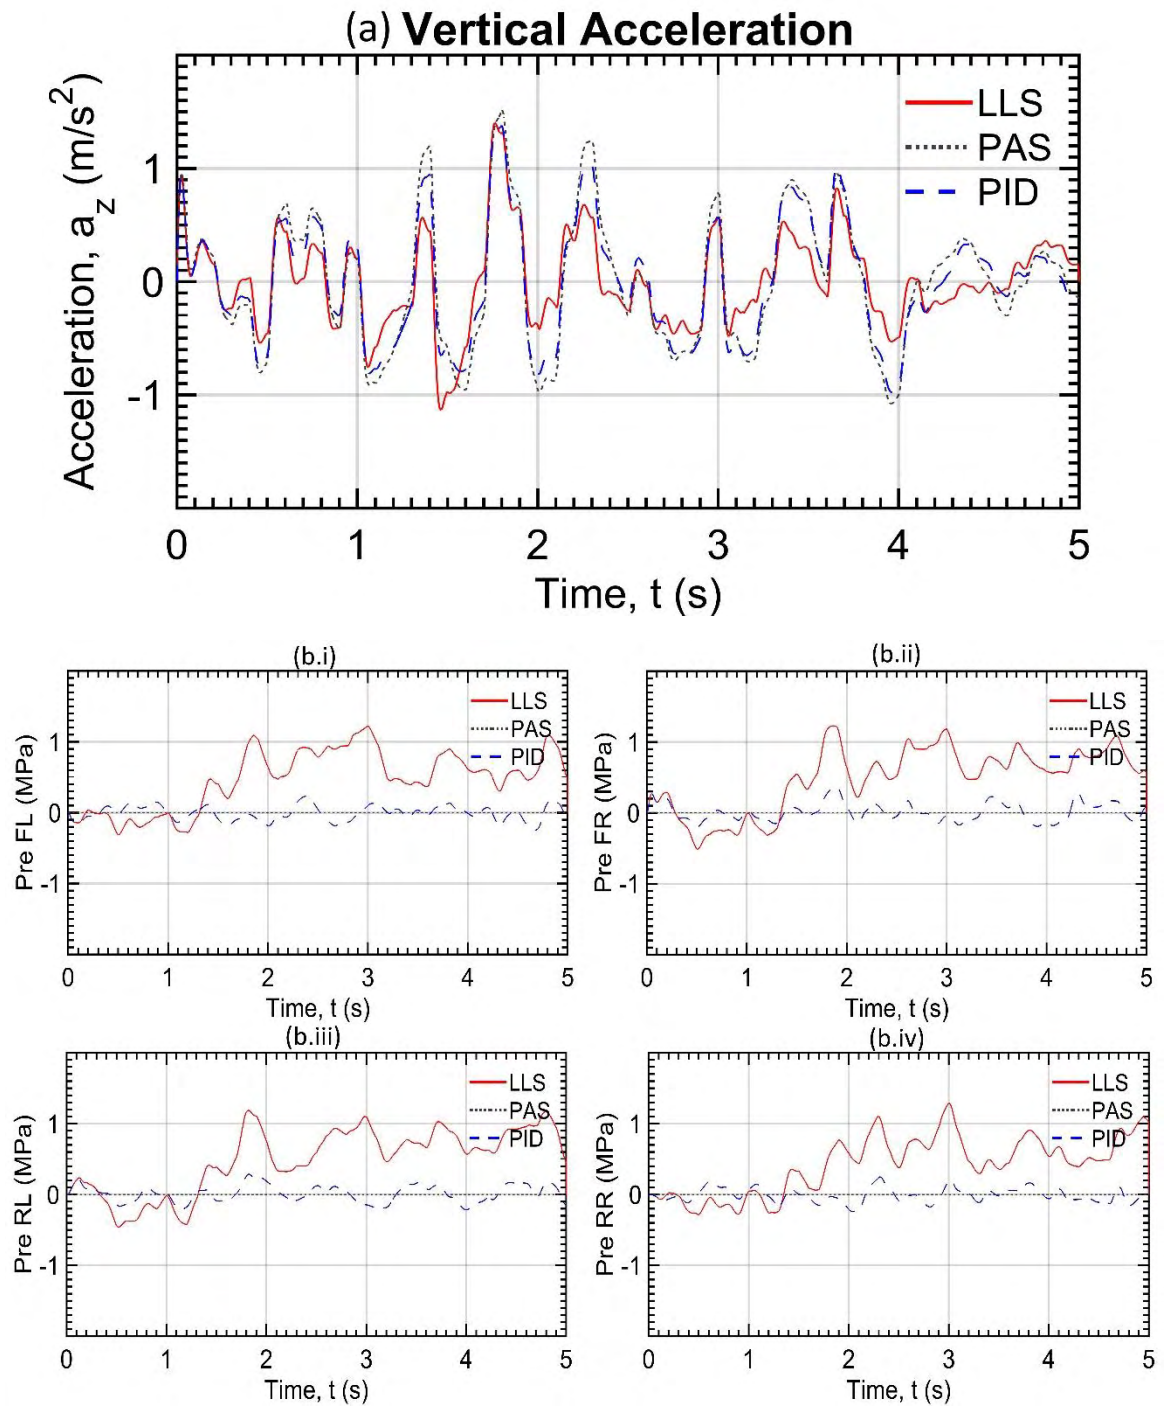 (a) Vertical Acceleration
Acceleration, a_z (m/s²)
1
0
-1
LLS
PAS
PID
0 1 2 3 4 5
Time, t (s)
(b.i)
Pre FL (MPa)
1
0
-1
LLS
PAS
PID
0 1 2 3 4 5
Time, t (s)
(b.ii)
Pre FR (MPa)
1
0
-1
LLS
PAS
PID
0 1 2 3 4 5
Time, t (s)
(b.iii)
Pre RL (MPa)
1
0
-1
LLS
PAS
PID
0 1 2 3 4 5
Time, t (s)
(b.iv)
Pre RR (MPa)
1
0
-1
LLS
PAS
PID
0 1 2 3 4 5
Time, t (s)